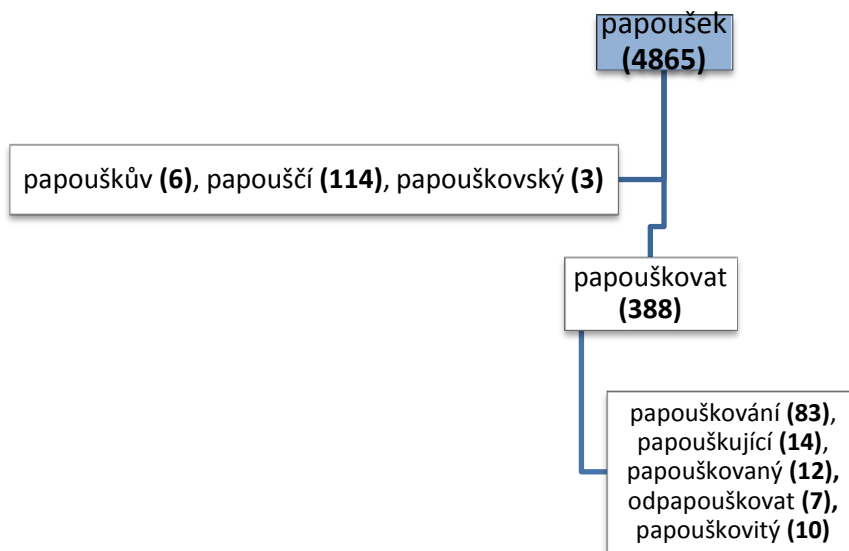 papoušek
(4865)
papouškův (6), papouščí (114), papouškovský (3)
papouškovat
(388)
papouškování (83),
papouškující (14),
papouškovaný (12),
odpapouškovat (7),
papouškovitý (10)